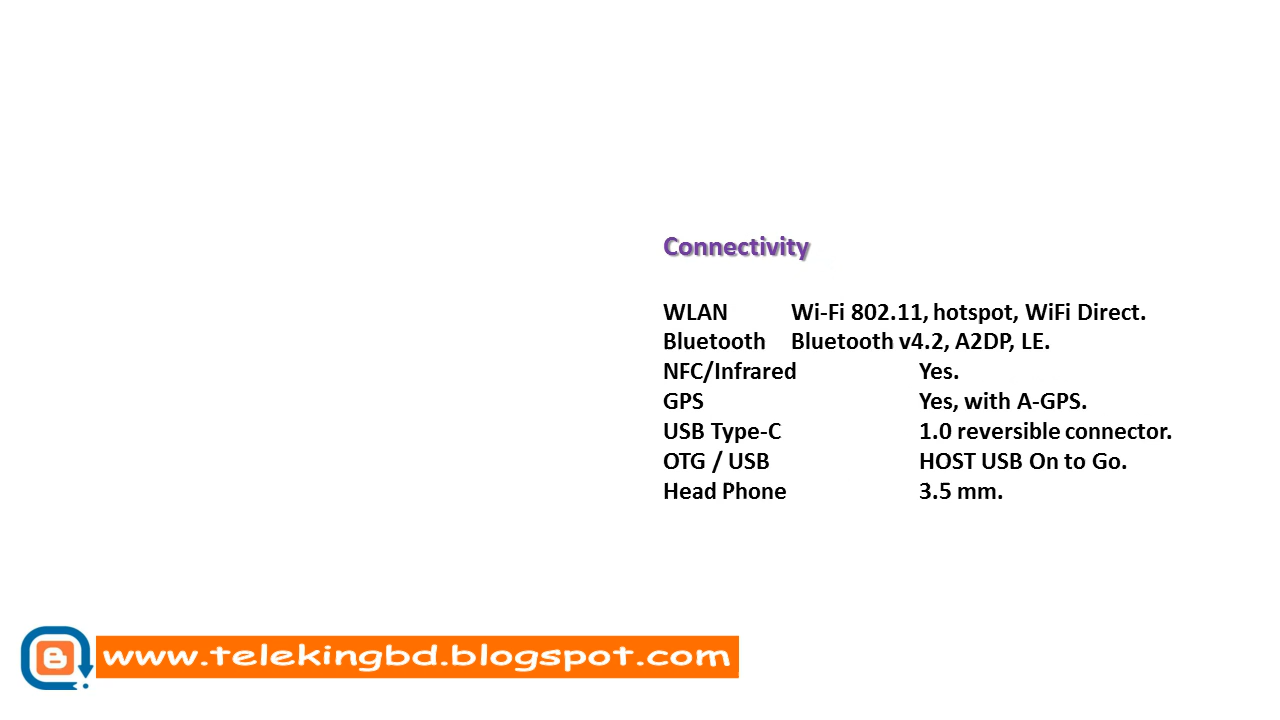 Connectivity
WLAN Wi-Fi 802.11, hotspot, WiFi Direct.
Bluetooth Bluetooth v4.2, A2DP, LE.
NFC/Infrared Yes.
GPS Yes, with A-GPS.
USB Type-C 1.0 reversible connector.
OTG / USB HOST USB On to Go.
Head Phone 3.5 mm.
www.telekingbd.blogspot.com